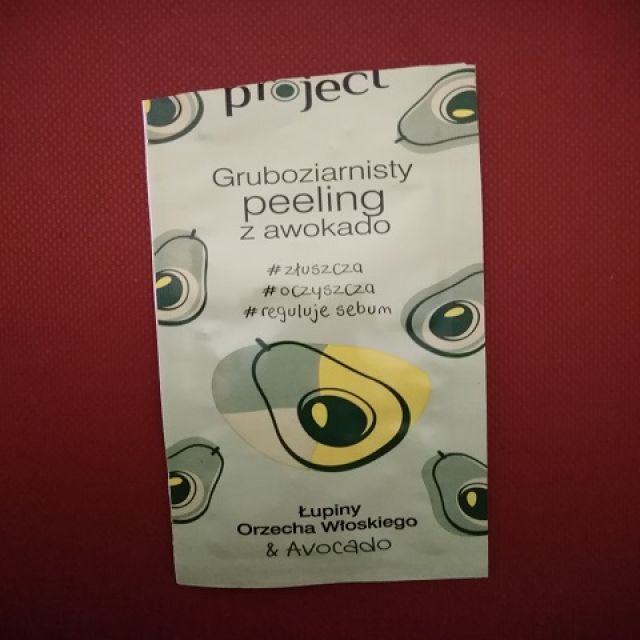 project
Gruboziarnisty
peeling
z awokado
#złuszcza
#oczyszcza
#reguluje sebum
Łupiny
Orzecha Włoskiego
& Avocado